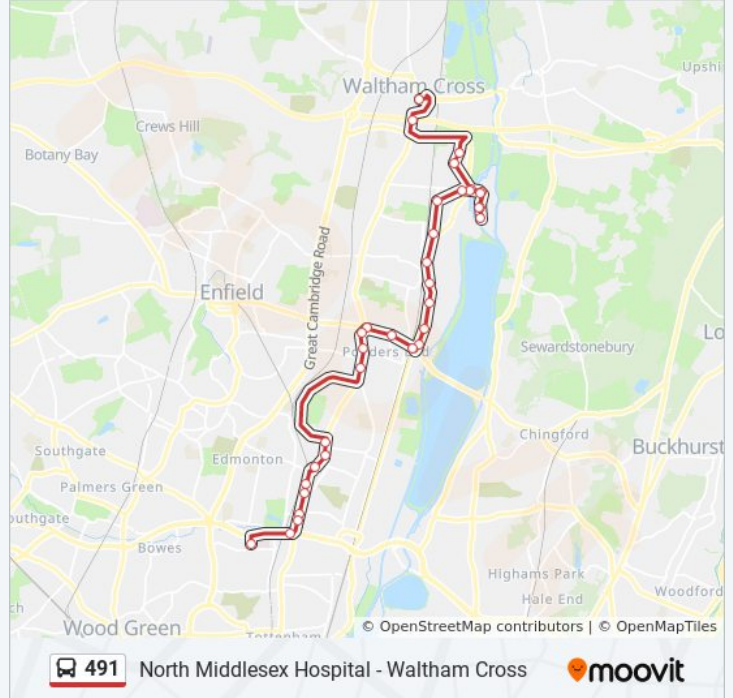 Upshi
Waltham Cross
Crews Hill
Botany Bay
Great Cambridge Road
Enfield
Lo
Sewardstonebury
Chingford
Buckhurst
Southgate
Edmonton
Palmers Green
outhgate
Bowes
Highams Park
Woodford
Hale End
ch
Wood Green
Tottenham
© OpenStreetMap contributors | © OpenMapTiles
491 North Middlesex Hospital - Waltham Cross moovit